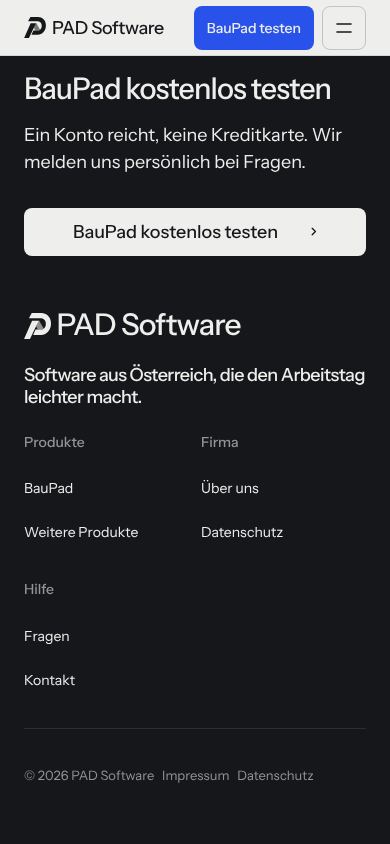 PAD Software
BauPad testen
BauPad kostenlos testen
Ein Konto reicht, keine Kreditkarte. Wir
melden uns persönlich bei Fragen.
BauPad kostenlos testen
PAD Software
Software aus Österreich, die den Arbeitstag
leichter macht.
Produkte
BauPad
Weitere Produkte
Firma
Über uns
Datenschutz
Hilfe
Fragen
Kontakt
© 2026 PAD Software Impressum Datenschutz